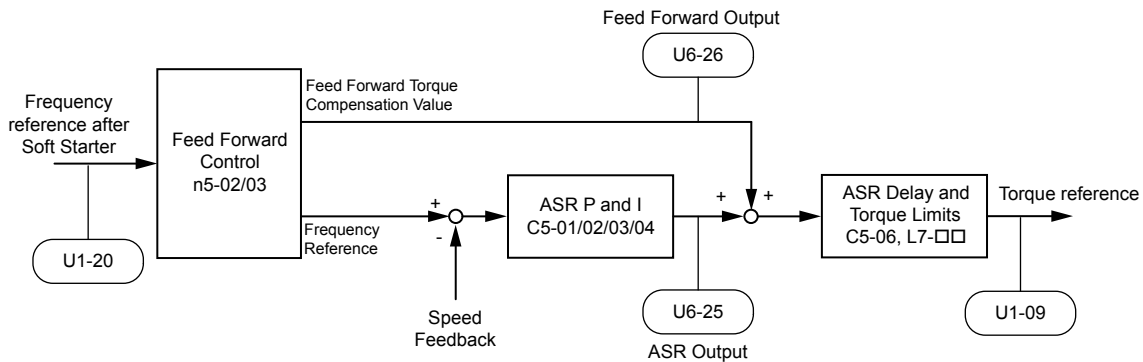 Feed Forward Output
U6-26
Frequency
reference after
Soft Starter
U1-20
Feed Forward
Control
n5-02/03
Feed Forward Torque
Compensation Value
+
-
Frequency
Reference
Speed
Feedback
ASR P and I
C5-01/02/03/04
+
+
U6-25
ASR Output
ASR Delay and
Torque Limits
C5-06, L7-□□
Torque reference
U1-09